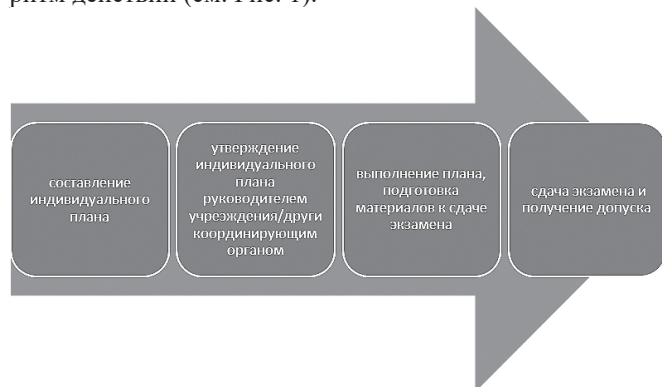 ритм действий (см. Рис. 1).
составление
индивидуального
плана
утверждение
индивидуального
плана
руководителем
учреждения/други
координирующим
органом
выполнение плана,
подготовка
материалов к сдаче
экзамена
сдача экзамена и
получение допуска